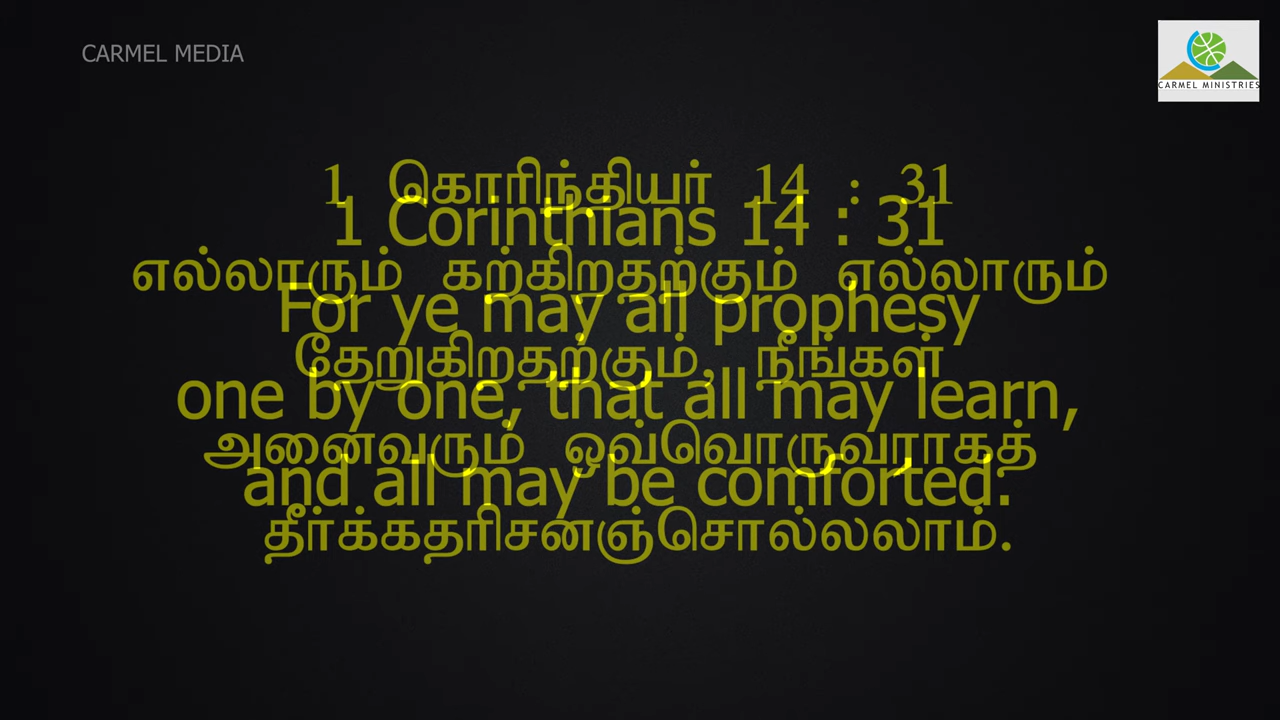 CARMEL MEDIA
CARMEL MINISTRIES
1 கொரிந்தியர் 14 : 31
1 Corinthians 14 : 31
எல்லாரும் கற்கிறதற்கும் எல்லாரும்
For ye may all prophesy
தேறுகிறதற்கும், நீங்கள்
one by one, that all may learn,
அனைவரும் ஒவ்வொருவராகத்
and all may be comforted.
தீர்க்கதரிசனஞ்சொல்லலாம்.